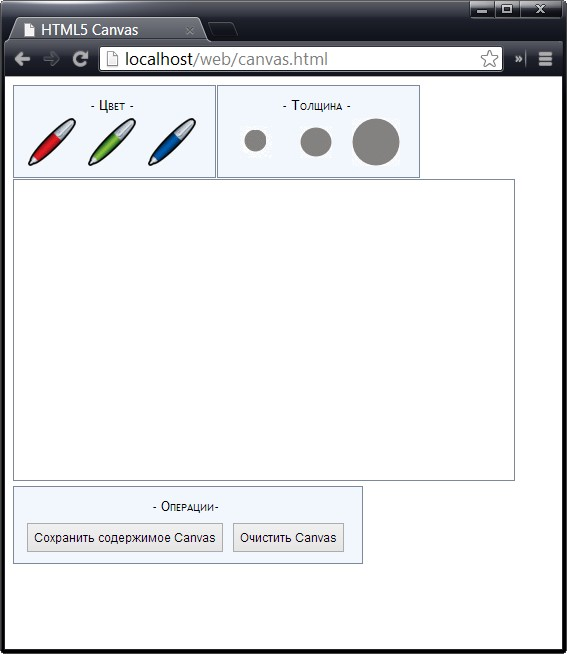 HTML5 Canvas
localhost/web/canvas.html
- Цвет -
- Толщина -
- Операции-
Сохранить содержимое Canvas
Очистить Canvas